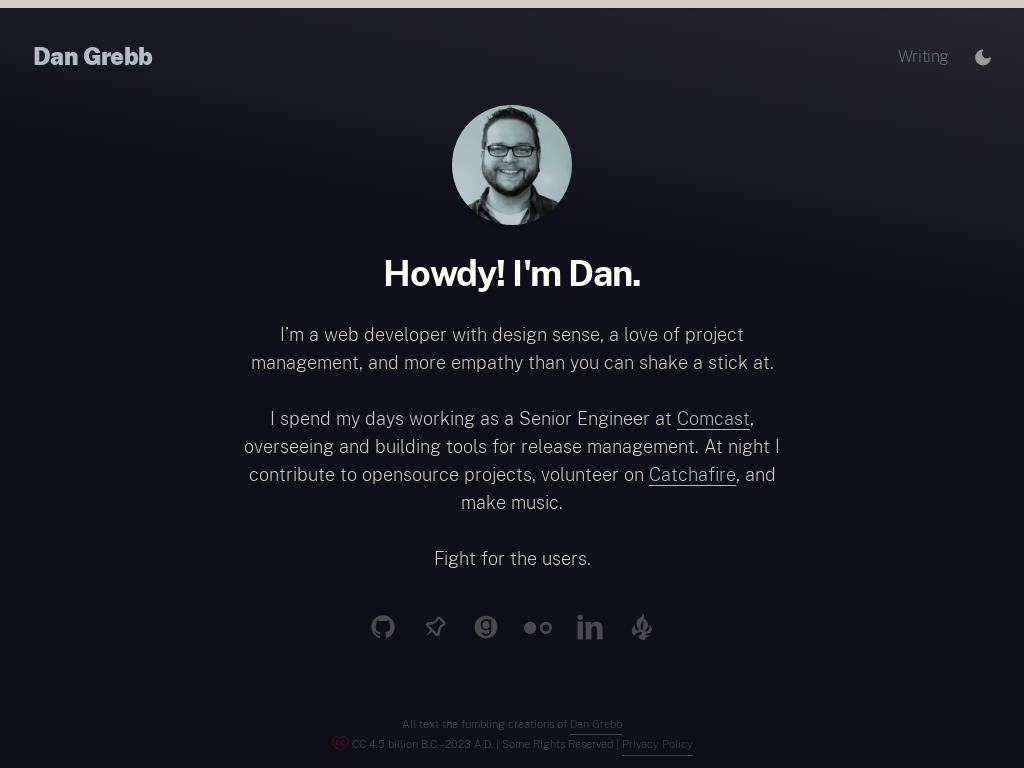 Dan Grebb
Writing
Howdy! I'm Dan.
I’m a web developer with design sense, a love of project
management, and more empathy than you can shake a stick at.
I spend my days working as a Senior Engineer at Comcast,
overseeing and building tools for release management. At night I
contribute to opensource projects, volunteer on Catchafire, and
make music.
Fight for the users.
All text the fumbling creations of Dan Grebb
CC 4.5 billion B.C.–2023 A.D. | Some Rights Reserved | Privacy Policy